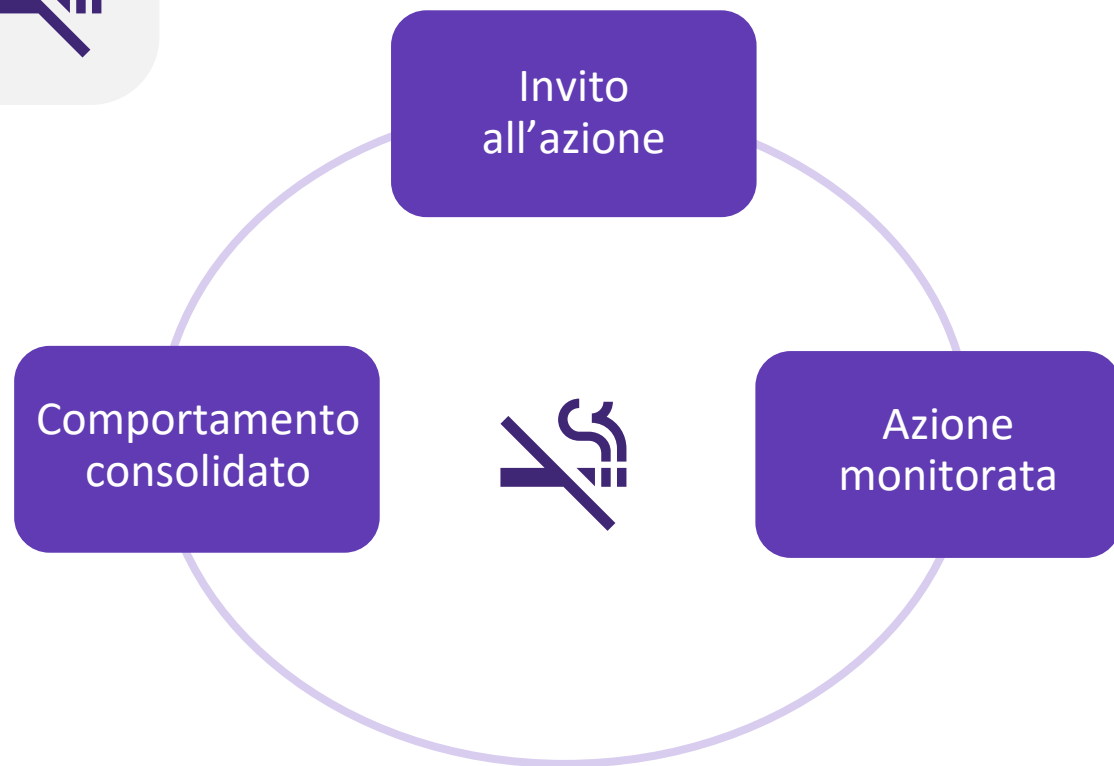 Invito
all’azione
Comportamento
consolidato
Azione
monitorata